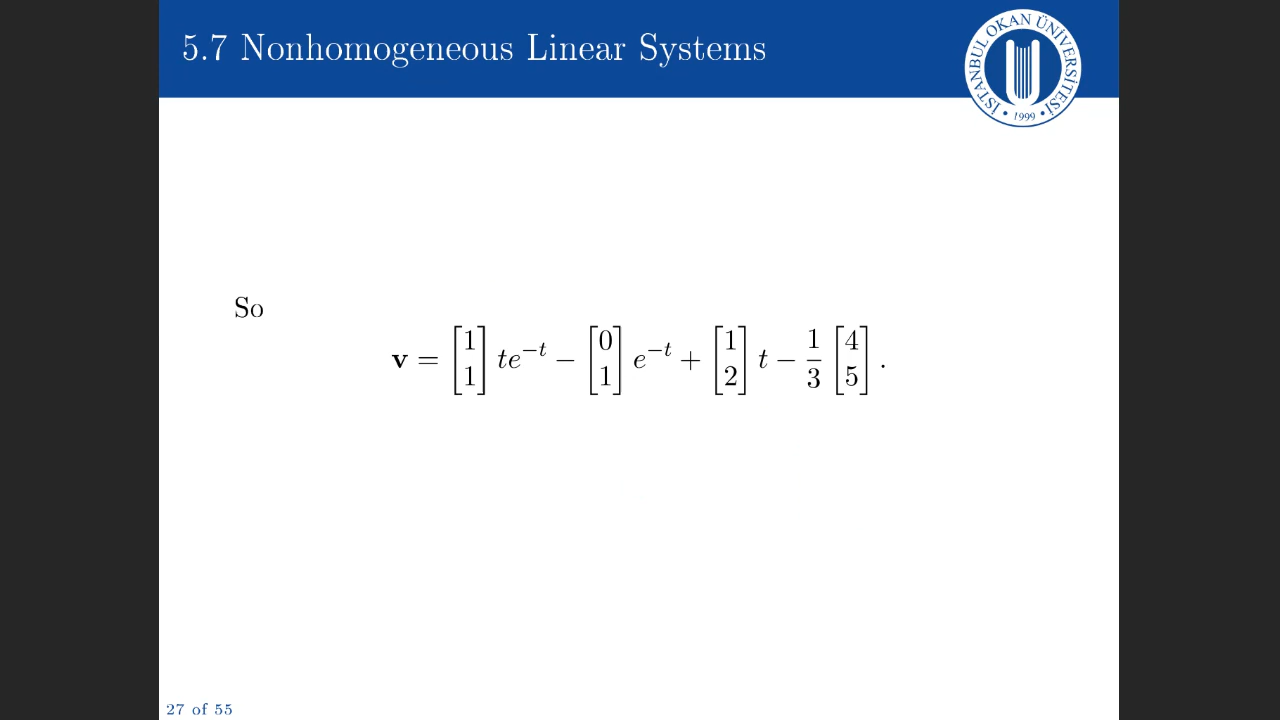 5.7 Nonhomogeneous Linear Systems
İSTANBUL OKAN ÜNİVERSİTESİ
• 1999 •
So
v = [1 1] te^{-t} − [0 1] e^{-t} + [1 2] t − 1/3 [4 5] .
27 of 55